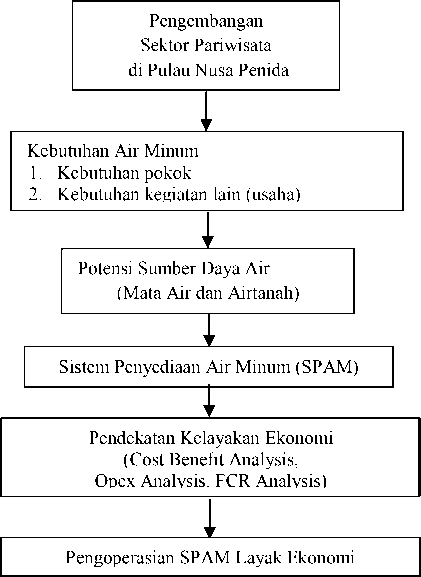 Pengembangan
Sektor Pariwisata
di Pulau Nusa Penida
Kebutuhan Air Minum
1. Kebutuhan pokok
2. Kebutuhan kegiatan lain (usaha)
Potensi Sumber Daya Air
(Mata Air dan Airtanah)
Sistem Penyediaan Air Minum (SPAM)
Pendekatan Kelayakan Ekonomi
(Cost Benefit Analysis,
Opex Analysis, FCR Analysis)
Pengoperasian SPAM Layak Ekonomi